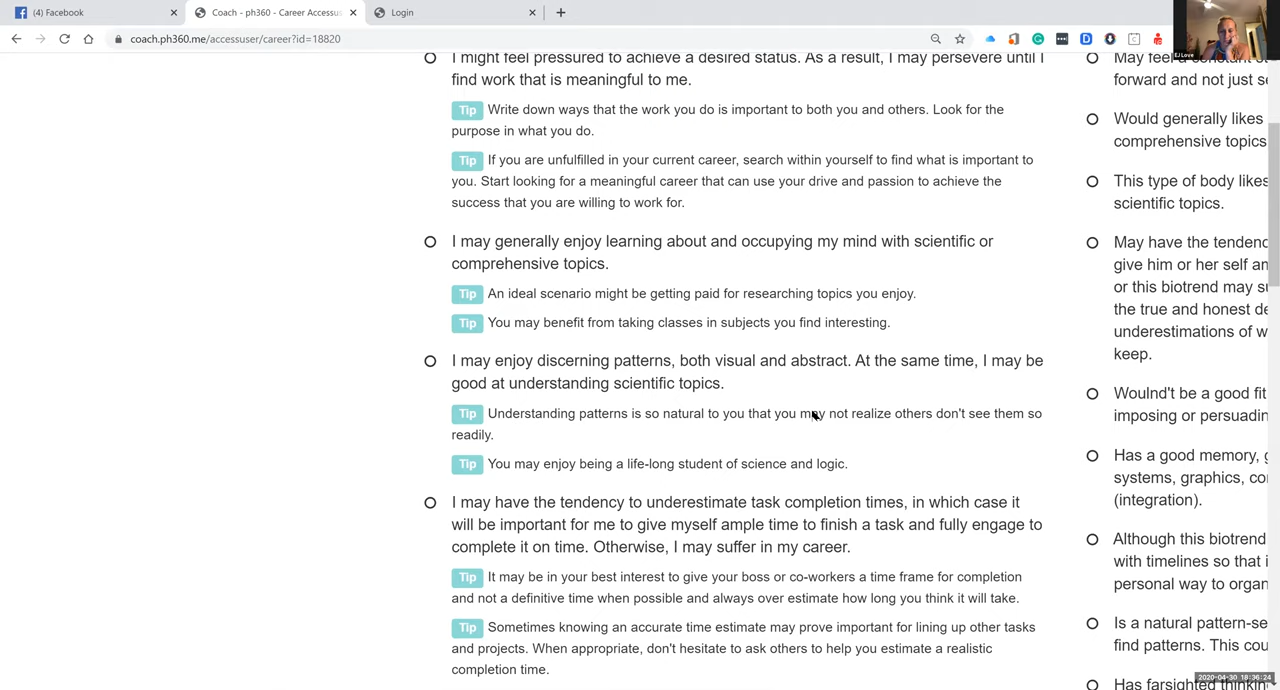 (4) Facebook
Coach - ph360 - Career Accessus
Login
coach.ph360.me/accessuser/career?id=18820
EJ Love
I might feel pressured to achieve a desired status. As a result, I may persevere until I
find work that is meaningful to me.
Tip Write down ways that the work you do is important to both you and others. Look for the
purpose in what you do.
Tip If you are unfulfilled in your current career, search within yourself to find what is important to
you. Start looking for a meaningful career that can use your drive and passion to achieve the
success that you are willing to work for.
I may generally enjoy learning about and occupying my mind with scientific or
comprehensive topics.
Tip An ideal scenario might be getting paid for researching topics you enjoy.
Tip You may benefit from taking classes in subjects you find interesting.
I may enjoy discerning patterns, both visual and abstract. At the same time, I may be
good at understanding scientific topics.
Tip Understanding patterns is so natural to you that you may not realize others don't see them so
readily.
Tip You may enjoy being a life-long student of science and logic.
I may have the tendency to underestimate task completion times, in which case it
will be important for me to give myself ample time to finish a task and fully engage to
complete it on time. Otherwise, I may suffer in my career.
Tip It may be in your best interest to give your boss or co-workers a time frame for completion
and not a definitive time when possible and always over estimate how long you think it will take.
Tip Sometimes knowing an accurate time estimate may prove important for lining up other tasks
and projects. When appropriate, don't hesitate to ask others to help you estimate a realistic
completion time.
May feel a constant
forward and not just se
Would generally likes
comprehensive topics
This type of body likes
scientific topics.
May have the tendenc
give him or her self am
or this biotrend may su
the true and honest de
underestimations of w
keep.
Woulnd't be a good fit
imposing or persuadin
Has a good memory, g
systems, graphics, co
(integration).
Although this biotrend
with timelines so that i
personal way to organ
Is a natural pattern-se
find patterns. This cou
Has farsighted thinkin
2020-04-30 18:36:24